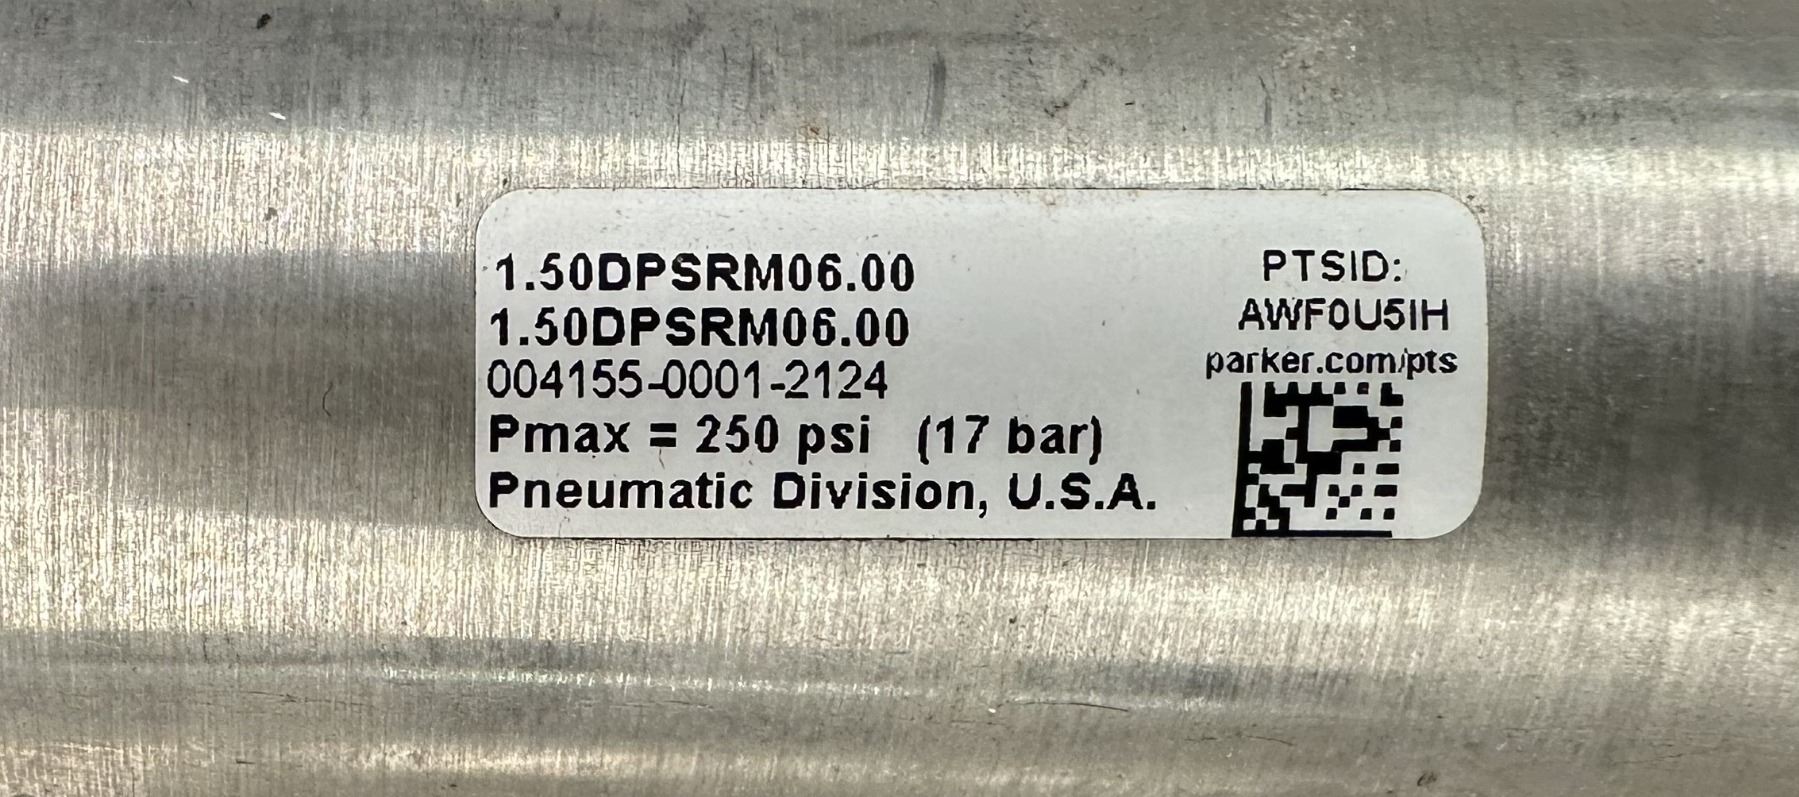 1.50DPSRM06.00
1.50DPSRM06.00
004155-0001-2124
Pmax = 250 psi (17 bar)
Pneumatic Division, U.S.A.
PTSID:
AWF0U5IH
parker.com/pts